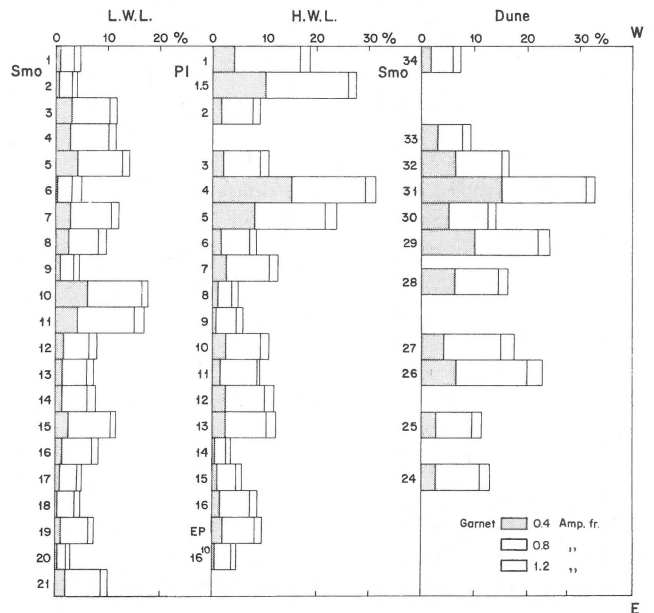 L.W.L. H.W.L. Dune
0 10 20 % 0 10 20 30 % 0 10 20 30 % W
Smo Pl Smo
1 1 34
2 1.5
3 2
4 33
5 3 32
6 4 31
7 5 30
8 6 29
9 7
10 8 28
11 9
12 10 27
13 11 26
14 12
15 13 25
16 14
17 15 24
18 16
19 EP
20 16¹⁰
21
Garnet 0.4 Amp. fr.
0.8 ,,
1.2 ,,
E